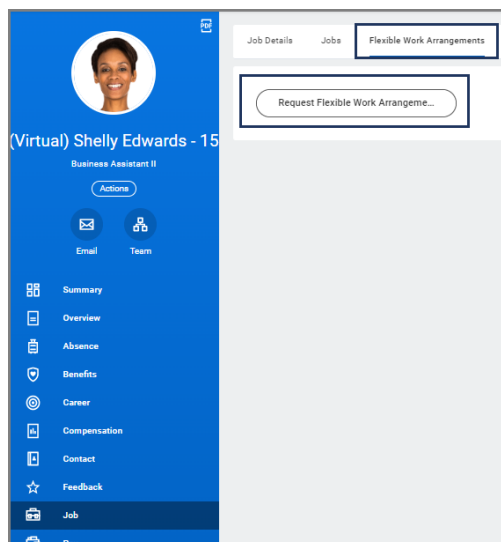 PDF
(Virtual) Shelly Edwards - 15
Business Assistant II
Actions
Email
Team
Summary
Overview
Absence
Benefits
Career
Compensation
Contact
Feedback
Job
Job Details
Jobs
Flexible Work Arrangements
Request Flexible Work Arrangeme...